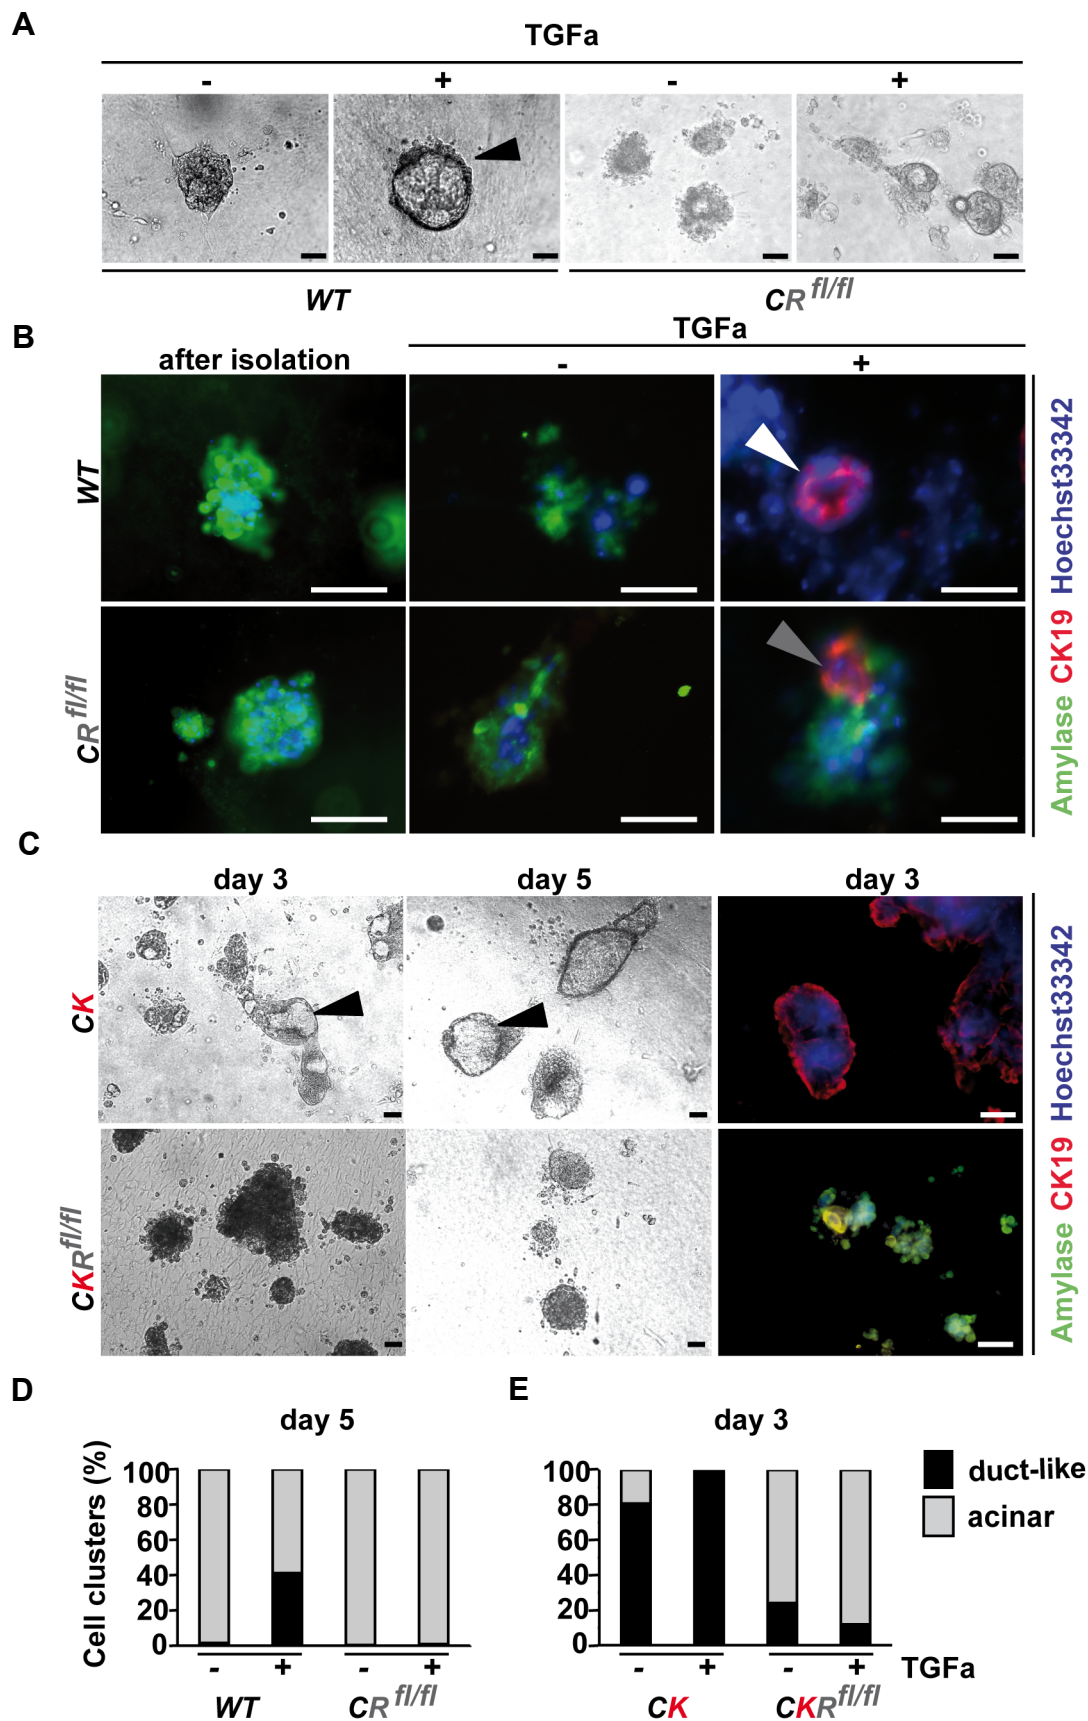 A
TGFa
- + - +
WT CR fl/fl
B
TGFa
after isolation - +
WT
CR fl/fl
Amylase CK19 Hoechst33342
C
day 3 day 5 day 3
CK
CKR fl/fl
Amylase CK19 Hoechst33342
D
day 5
Cell clusters (%)
100
80
60
40
20
0
- + - +
WT CR fl/fl
E
day 3
100
80
60
40
20
0
- + - + TGFa
CK CKR fl/fl
duct-like
acinar